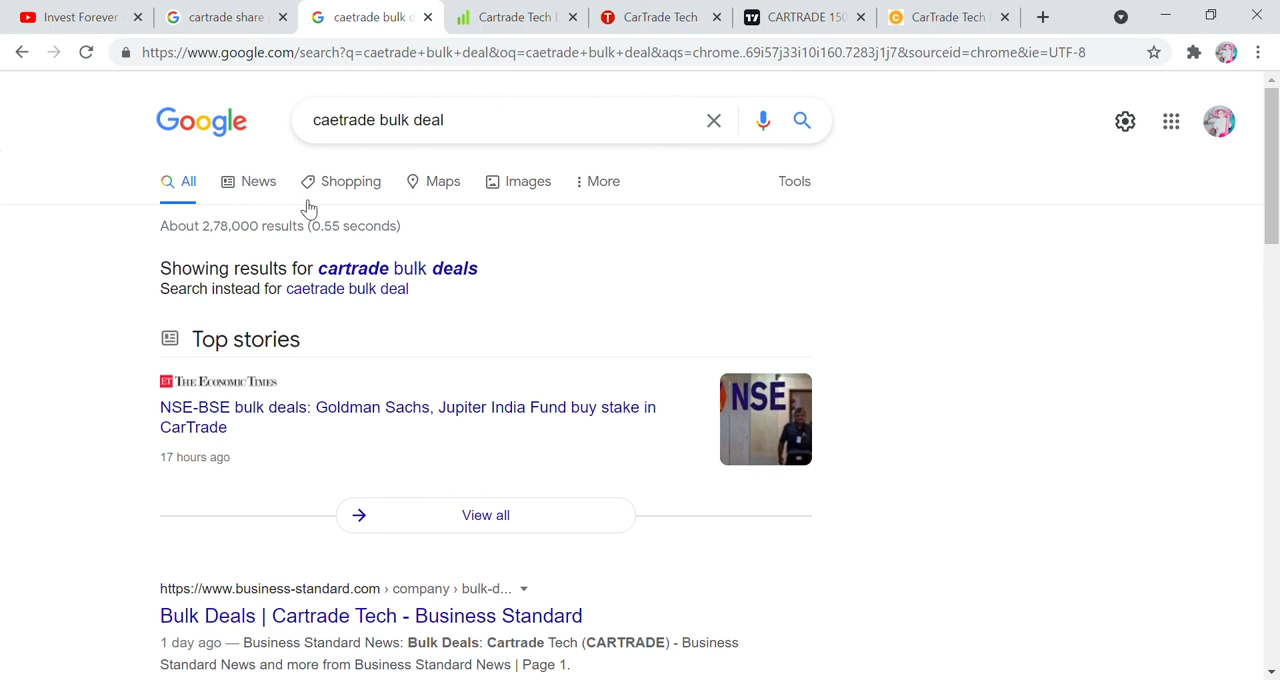 Invest Forever
cartrade share
caetrade bulk d
Cartrade Tech L
CarTrade Tech
CARTRADE 150
CarTrade Tech
https://www.google.com/search?q=caetrade+bulk+deal&oq=caetrade+bulk+deal&aqs=chrome..69i57j33i10i160.7283j1j7&sourceid=chrome&ie=UTF-8
Google
caetrade bulk deal
All
News
Shopping
Maps
Images
More
Tools
About 2,78,000 results (0.55 seconds)
Showing results for cartrade bulk deals
Search instead for caetrade bulk deal
Top stories
ET THE ECONOMIC TIMES
NSE-BSE bulk deals: Goldman Sachs, Jupiter India Fund buy stake in
CarTrade
17 hours ago
NSE
View all
https://www.business-standard.com › company › bulk-d...
Bulk Deals | Cartrade Tech - Business Standard
1 day ago — Business Standard News: Bulk Deals: Cartrade Tech (CARTRADE) - Business
Standard News and more from Business Standard News | Page 1.